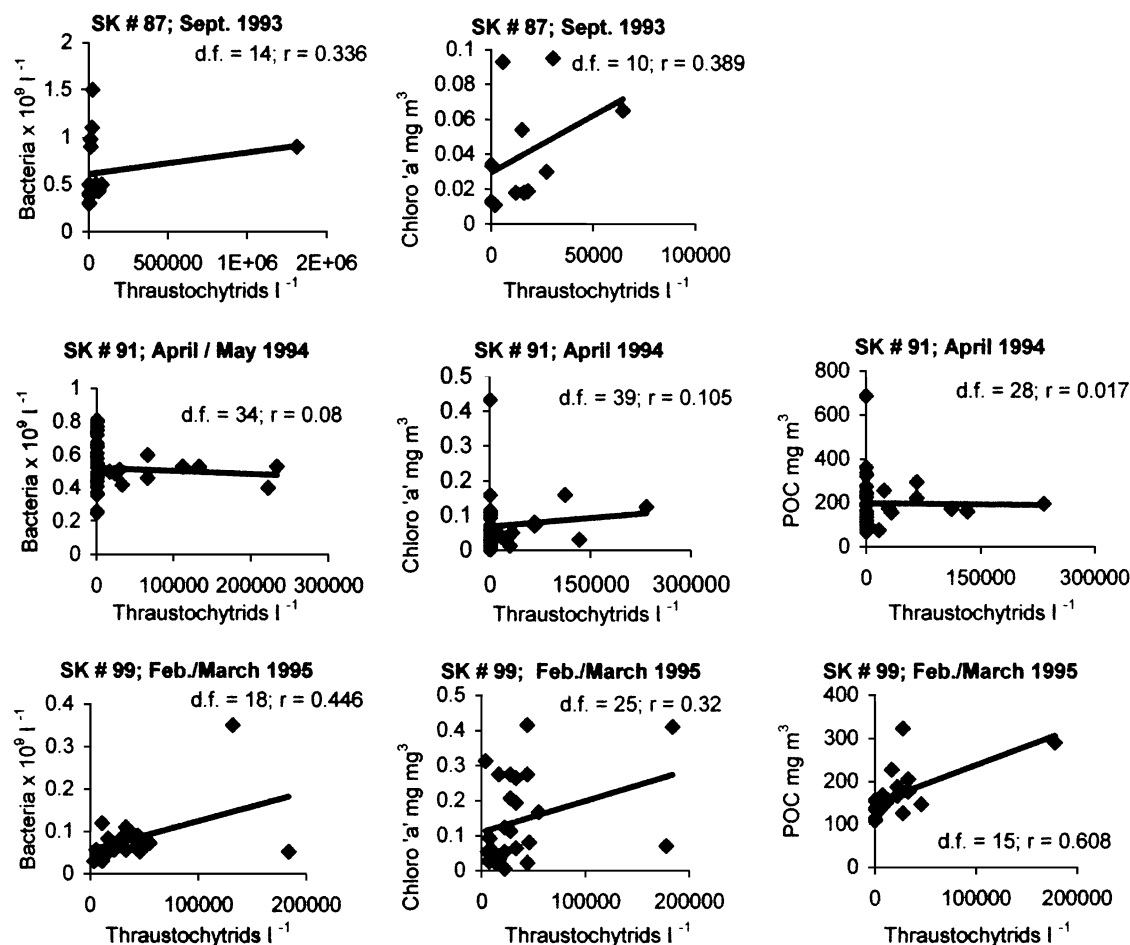 SK # 87; Sept. 1993
d.f. = 14; r = 0.336
Bacteria x 10⁹ l ⁻¹
2
1.5
1
0.5
0
0 500000 1E+06 2E+06
Thraustochytrids l ⁻¹
SK # 87; Sept. 1993
d.f. = 10; r = 0.389
Chloro 'a' mg m³
0.1
0.08
0.06
0.04
0.02
0
0 50000 100000
Thraustochytrids l ⁻¹
SK # 91; April / May 1994
d.f. = 34; r = 0.08
Bacteria x 10⁹ l ⁻¹
1
0.8
0.6
0.4
0.2
0
0 100000 200000 300000
Thraustochytrids l ⁻¹
SK # 91; April 1994
d.f. = 39; r = 0.105
Chloro 'a' mg m³
0.5
0.4
0.3
0.2
0.1
0
0 150000 300000
Thraustochytrids l ⁻¹
SK # 91; April 1994
d.f. = 28; r = 0.017
POC mg m³
800
600
400
200
0
0 150000 300000
Thraustochytrids l ⁻¹
SK # 99; Feb./March 1995
d.f. = 18; r = 0.446
Bacteria x 10⁹ l ⁻¹
0.4
0.3
0.2
0.1
0
0 100000 200000
Thraustochytrids l ⁻¹
SK # 99; Feb./March 1995
d.f. = 25; r = 0.32
Chloro 'a' mg mg³
0.5
0.4
0.3
0.2
0.1
0
0 50000 100000 150000 200000
Thraustochytrids l ⁻¹
SK # 99; Feb./March 1995
d.f. = 15; r = 0.608
POC mg m³
400
300
200
100
0
0 100000 200000
Thraustochytrids l ⁻¹